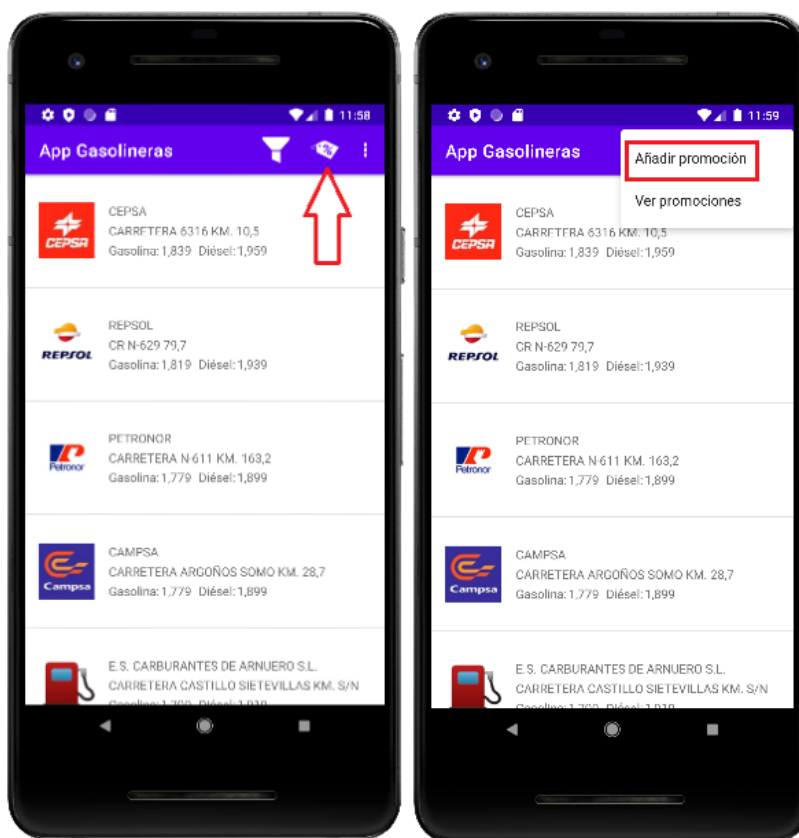 11:58
App Gasolineras
CEPSA
CEPSA
CARRETERA 6316 KM. 10,5
Gasolina: 1,839 Diésel: 1,959
REPSOL
REPSOL
CR N-629 79,7
Gasolina: 1,819 Diésel: 1,939
Petronor
PETRONOR
CARRETERA N-611 KM. 163,2
Gasolina: 1,779 Diésel: 1,899
Campsa
CAMPSA
CARRETERA ARGOÑOS SOMO KM. 28,7
Gasolina: 1,779 Diésel: 1,899
E.S. CARBURANTES DE ARNUERO S.L.
CARRETERA CASTILLO SIETEVILLAS KM. S/N
11:59
App Gasolineras
Añadir promoción
Ver promociones
CEPSA
CEPSA
CARRETERA 6316 KM. 10,5
Gasolina: 1,839 Diésel: 1,959
REPSOL
REPSOL
CR N-629 79,7
Gasolina: 1,819 Diésel: 1,939
Petronor
PETRONOR
CARRETERA N-611 KM. 163,2
Gasolina: 1,779 Diésel: 1,899
Campsa
CAMPSA
CARRETERA ARGOÑOS SOMO KM. 28,7
Gasolina: 1,779 Diésel: 1,899
E.S. CARBURANTES DE ARNUERO S.L.
CARRETERA CASTILLO SIETEVILLAS KM. S/N